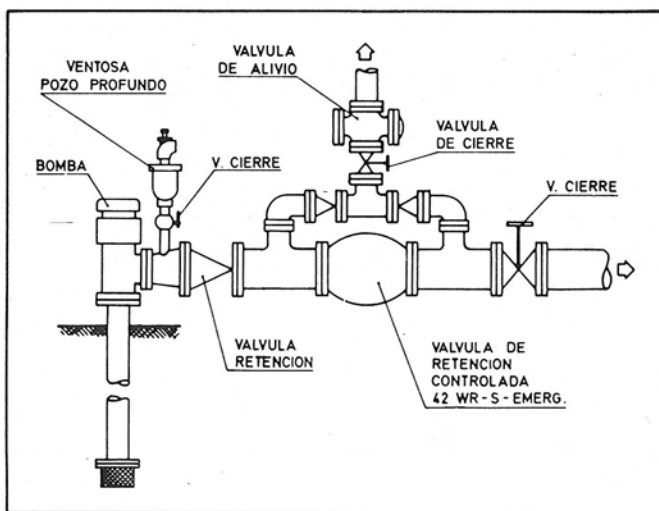 VALVULA
DE ALIVIO
VENTOSA
POZO PROFUNDO
VALVULA
DE CIERRE
V. CIERRE
BOMBA
V. CIERRE
VALVULA
RETENCION
VALVULA DE
RETENCION
CONTROLADA
42 WR-S-EMERG.